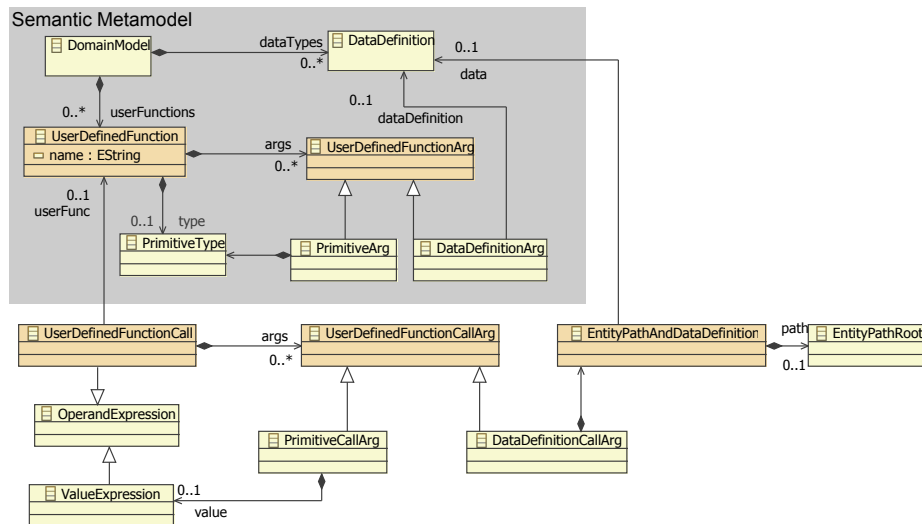 Semantic Metamodel
DomainModel
dataTypes
0..*
DataDefinition
0..1
data
0..*
userFunctions
0..1
dataDefinition
UserDefinedFunction
name : EString
args
0..*
UserDefinedFunctionArg
0..1
userFunc
0..1
type
PrimitiveType
PrimitiveArg
DataDefinitionArg
UserDefinedFunctionCall
args
0..*
UserDefinedFunctionCallArg
EntityPathAndDataDefinition
path
0..1
EntityPathRoot
OperandExpression
PrimitiveCallArg
DataDefinitionCallArg
ValueExpression
0..1
value